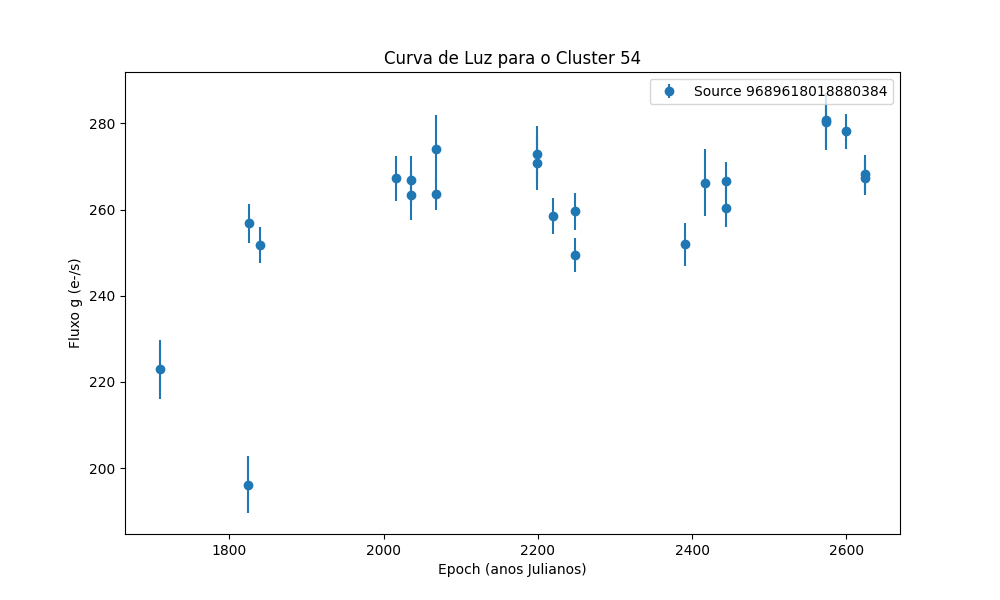 Curva de Luz para o Cluster 54
Source 9689618018880384
Fluxo g (e-/s)
280
260
240
220
200
1800
2000
2200
2400
2600
Epoch (anos Julianos)